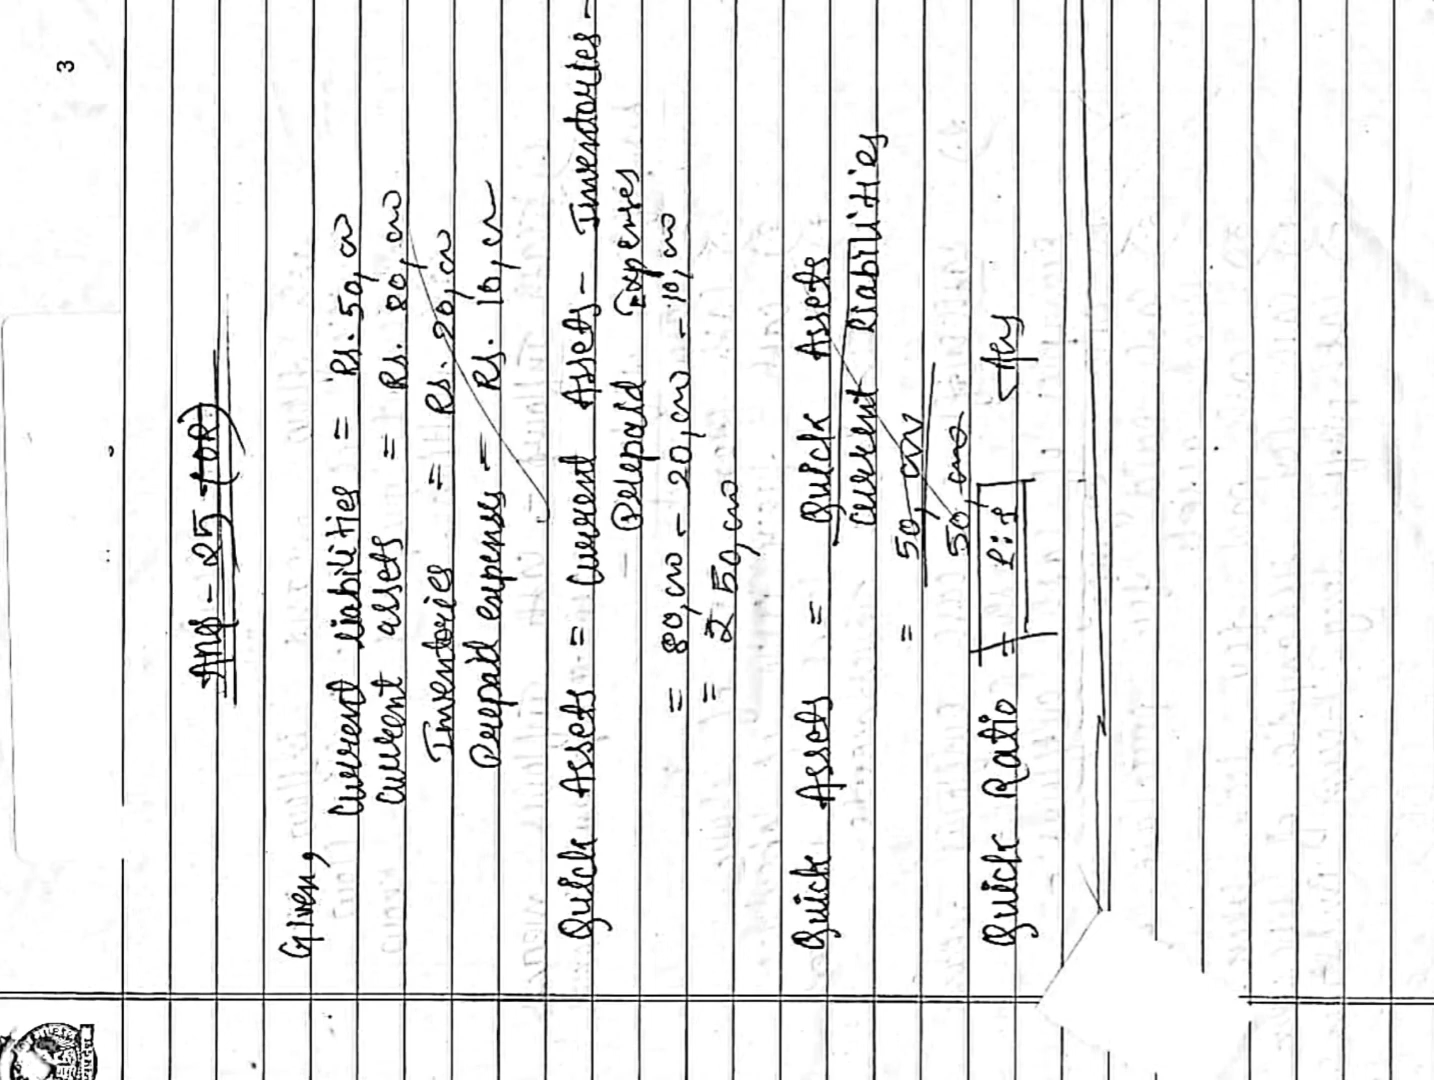 3
Ans-25 (OR)
Given,
Current liabilities = Rs. 50,000
Current assets = Rs. 80,000
Inventories = Rs. 20,000
Prepaid expense = Rs. 10,000
Quick Assets = Current Assets - Inventories -
- Prepaid Expenses
= 80,000 - 20,000 - 10,000
= ₹ 50,000
Quick Assets = Quick Assets
Current Liabilities
= 50,000
50,000
Quick Ratio = 1:1 Ans